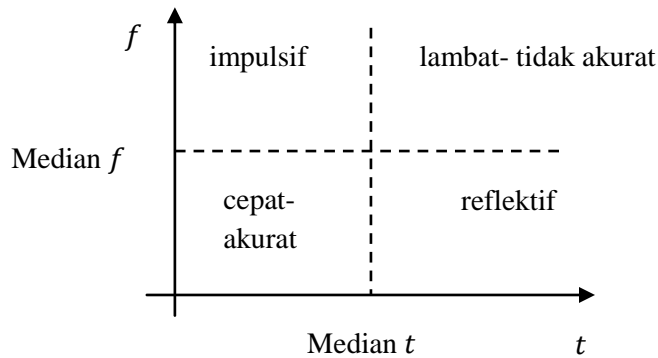 f
impulsif
lambat- tidak akurat
Median f
cepat-
akurat
reflektif
Median t
t